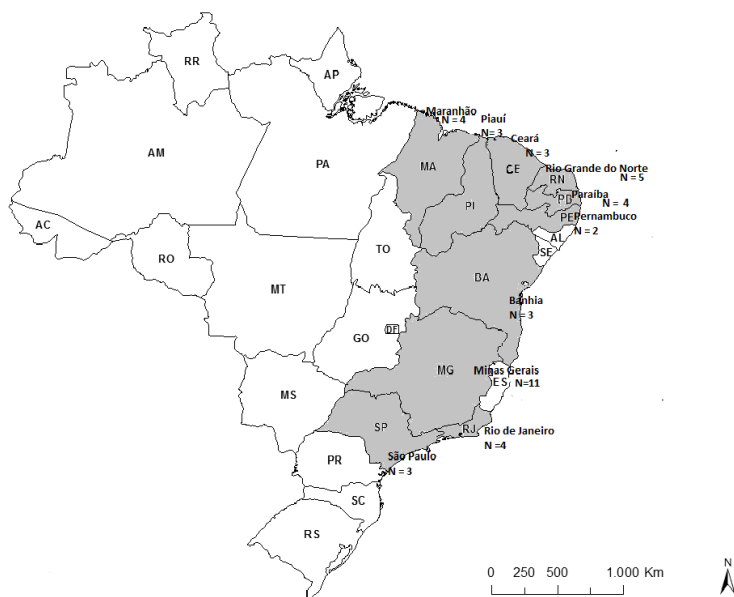 RR
AP
Maranhão
N = 4
Piauí
N = 3
Ceará
N = 3
AM
PA
MA
CE
Rio Grande do Norte
N = 5
RN
PB
Paraíba
N = 4
PI
PE
Pernambuco
N = 2
AC
RO
TO
AL
SE
MT
BA
Banhia
N = 3
GO
DF
MG
Minas Gerais
N=11
ES
MS
SP
RJ
Rio de Janeiro
N =4
São Paulo
N = 3
PR
SC
RS
0 250 500 1.000 Km
N